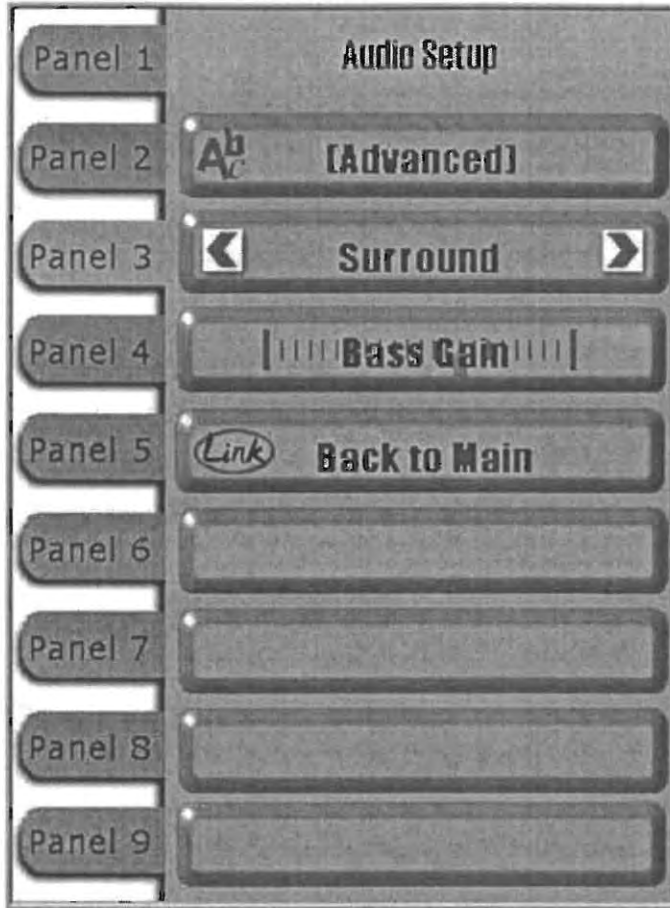 Panel 1
Audio Setup
Panel 2
Abc
[Advanced]
Panel 3
Surround
Panel 4
Bass Gain
Panel 5
Link
Back to Main
Panel 6
Panel 7
Panel 8
Panel 9